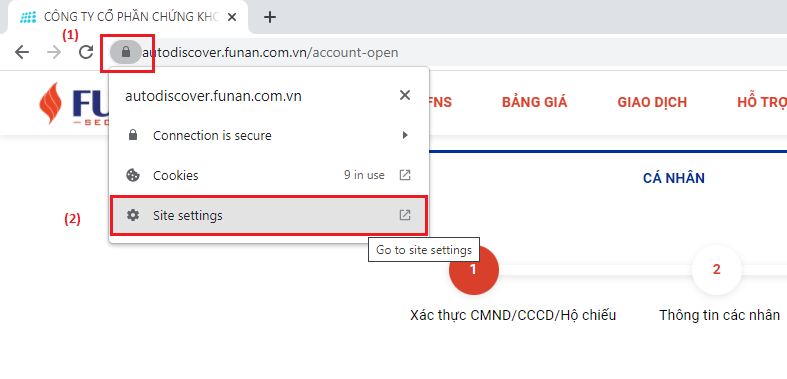 CÔNG TY CỔ PHẦN CHỨNG KHO
(1)
autodiscover.funan.com.vn/account-open
autodiscover.funan.com.vn
FU
SEC
FNS BẢNG GIÁ GIAO DỊCH HỖ TRỢ
Connection is secure
Cookies 9 in use
CÁ NHÂN
(2)
Site settings
Go to site settings
1 2
Xác thực CMND/CCCD/Hộ chiếu Thông tin các nhân